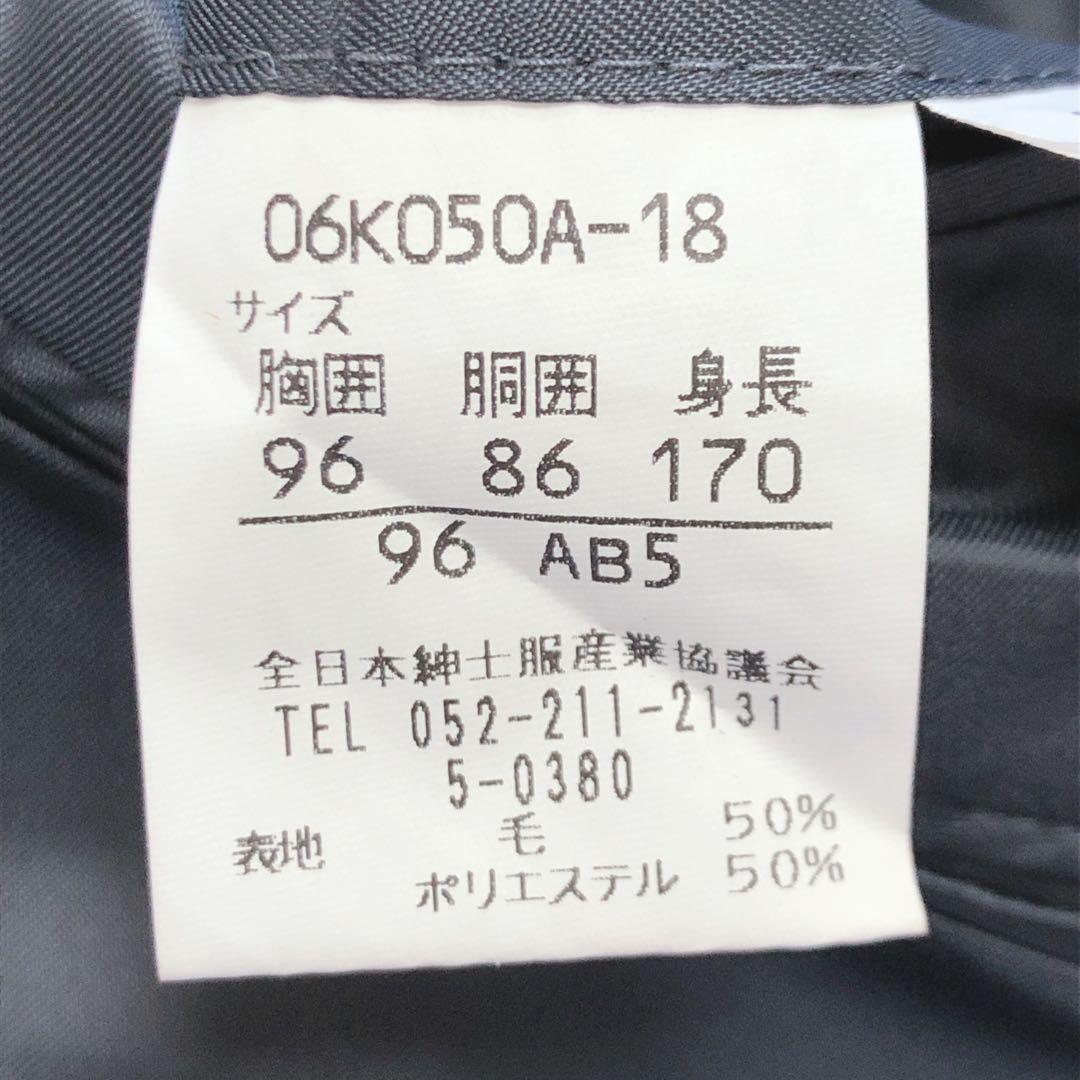 06K050A-18
サイズ
胸囲 胴囲 身長
96 86 170
96 AB5
全日本紳士服産業協議会
TEL 052-211-2131
5-0380
表地 毛 50%
ポリエステル 50%